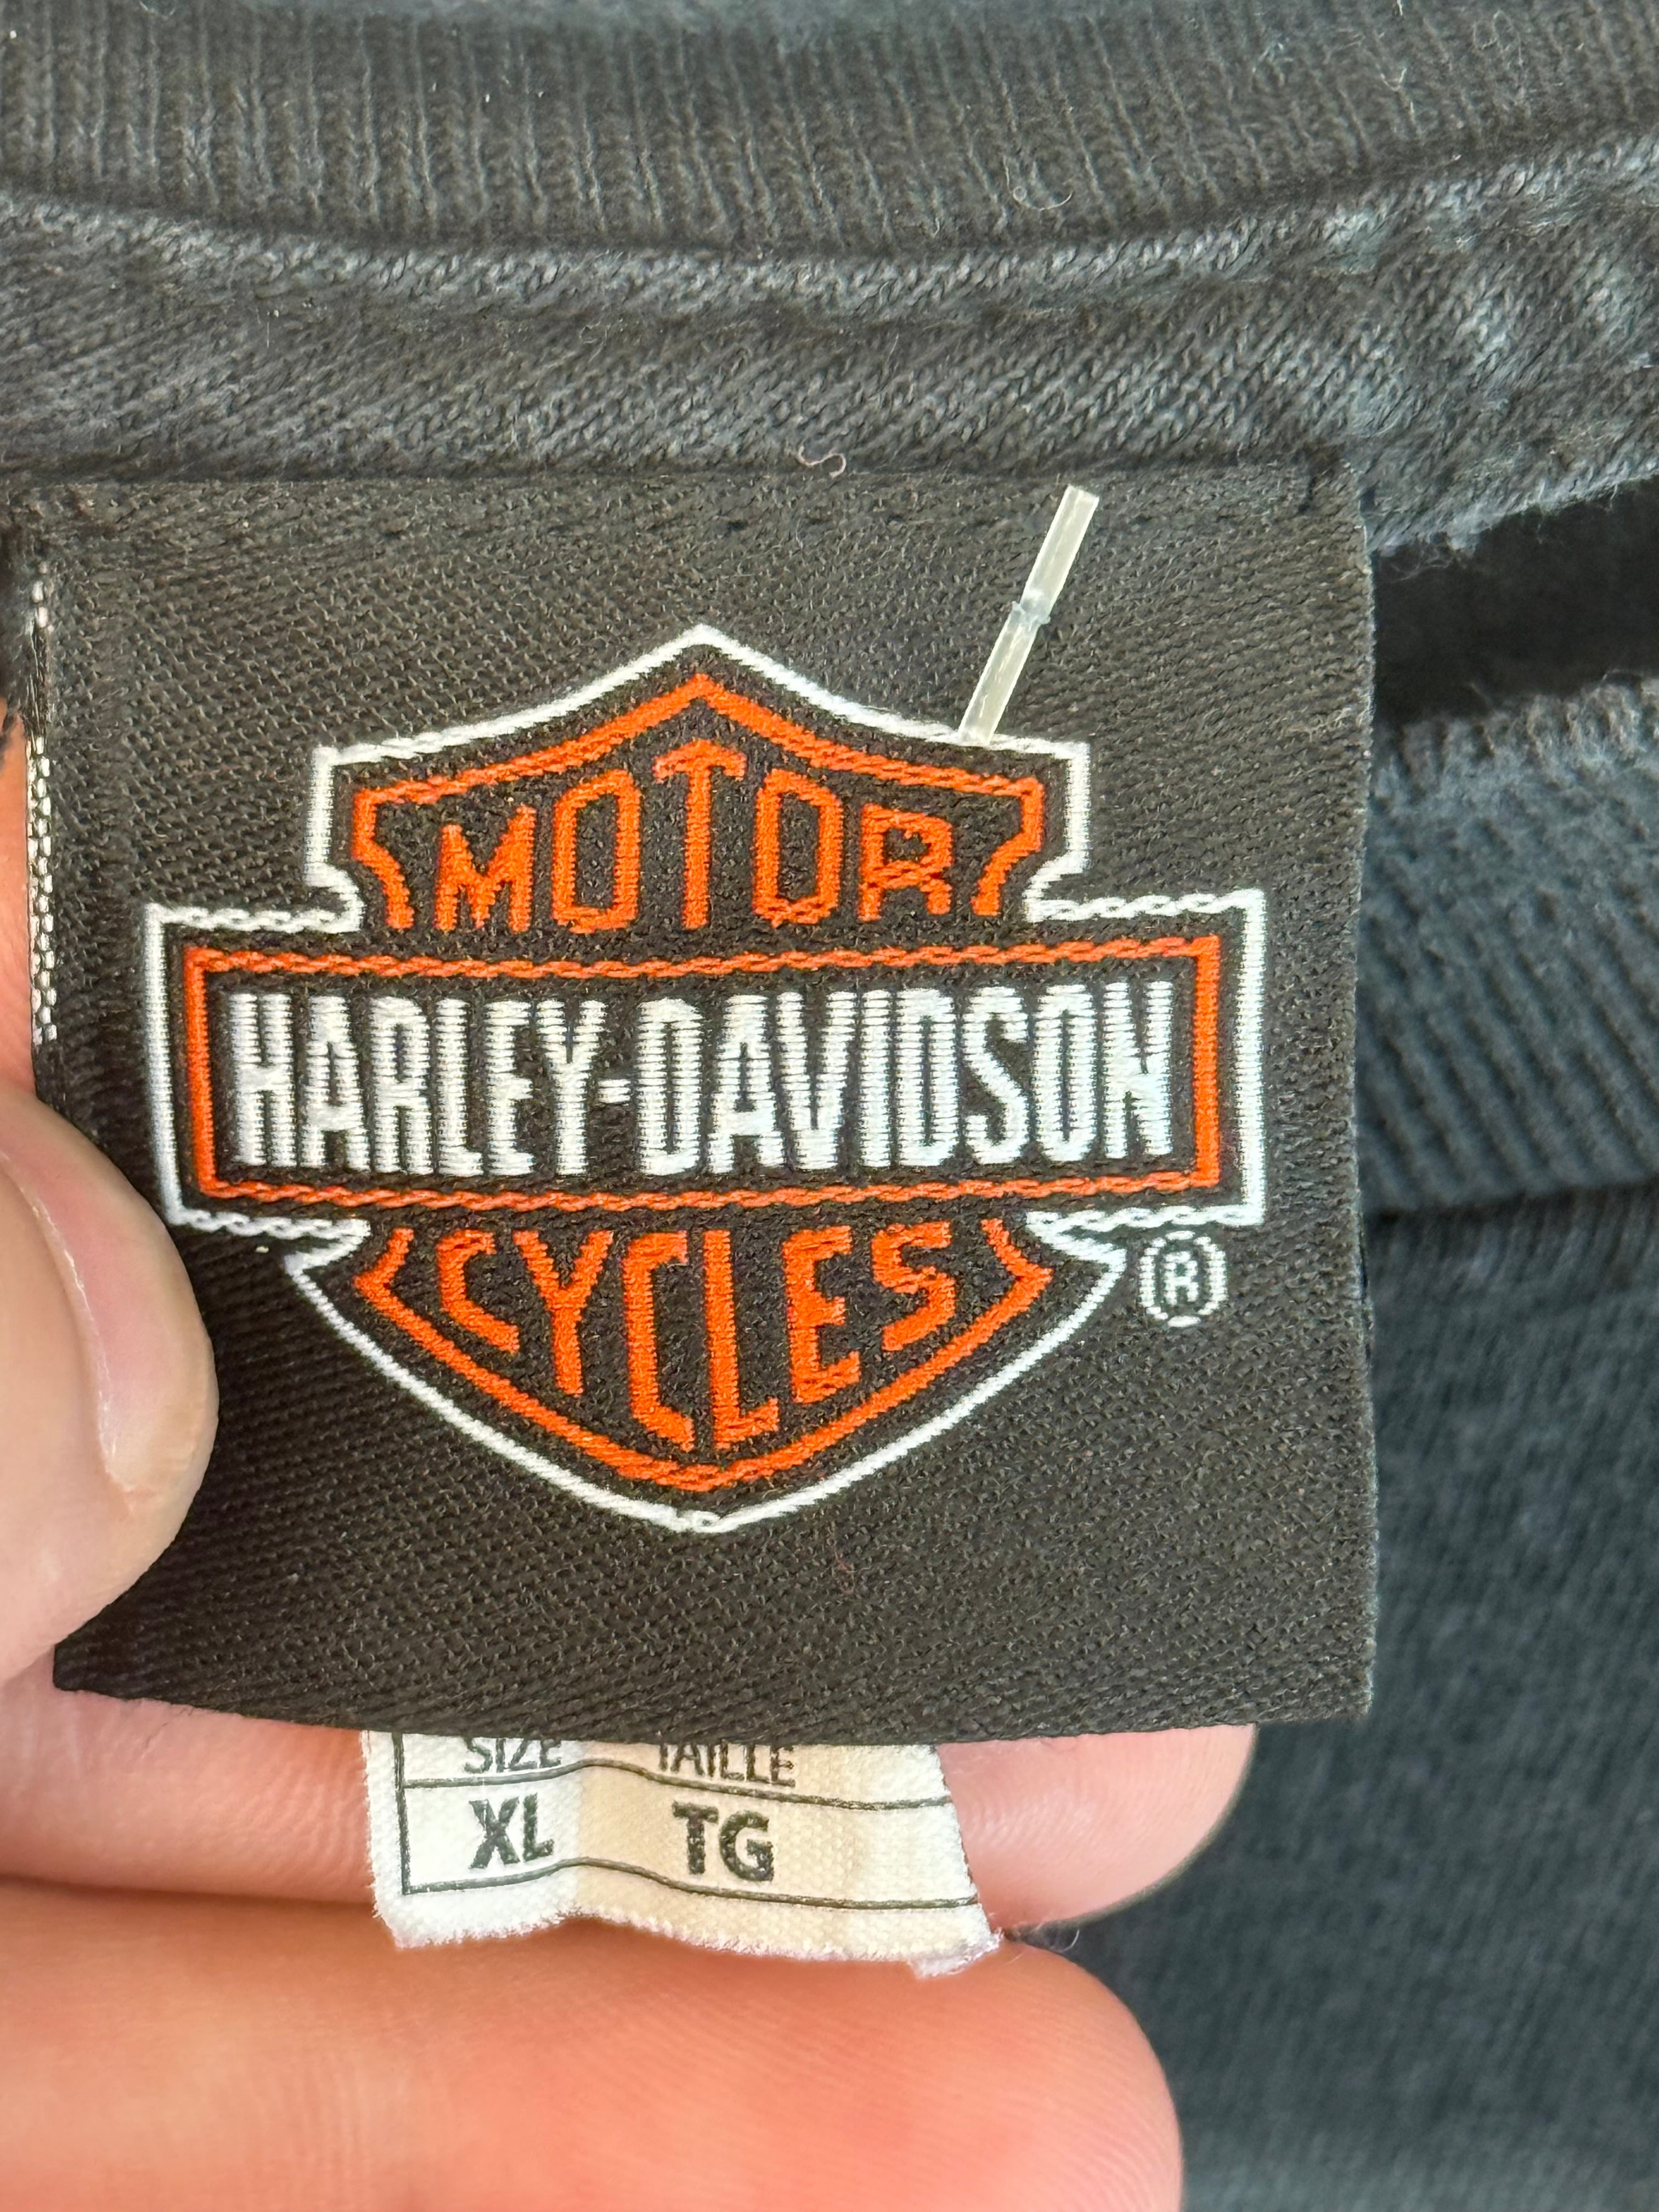 MOTOR
HARLEY-DAVIDSON
CYCLES
®
SIZE TAILLE
XL TG